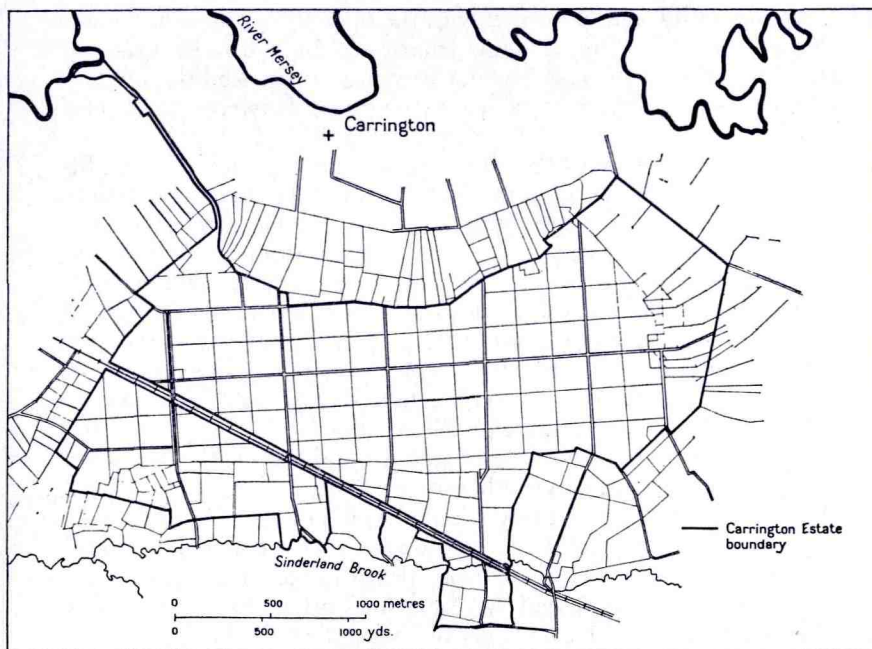 River Mersey
+ Carrington
Carrington Estate
boundary
Sinderland Brook
0 500 1000 metres
0 500 1000 yds.